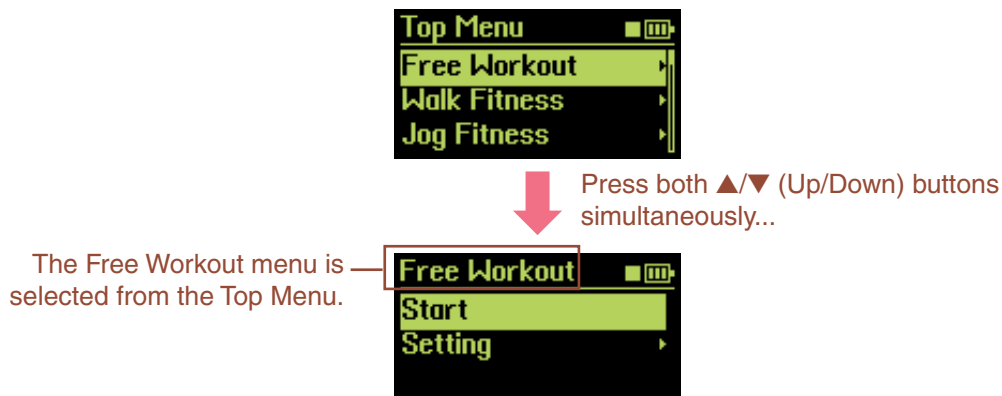 Top Menu
Free Workout
Walk Fitness
Jog Fitness
Press both ▲/▼ (Up/Down) buttons
simultaneously...
The Free Workout menu is
selected from the Top Menu.
Free Workout
Start
Setting